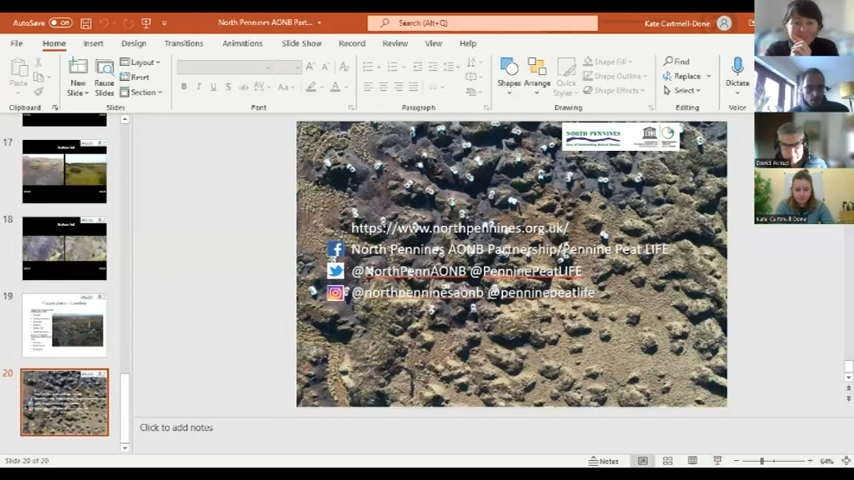 AutoSave Off North Pennines AONB Part... Search (Alt+Q) Kate Cartmell-Done
File Home Insert Design Transitions Animations Slide Show Record Review View Help
Paste New Slide Reuse Slides Layout Reset Section Shapes Arrange Quick Styles Shape Fill Shape Outline Shape Effects Find Replace Select Dictate
Clipboard Slides Font Paragraph Drawing Editing Voice
17
18
19
20
NORTH PENNINES
https://www.northpennines.org.uk/
North Pennines AONB Partnership/Pennine Peat LIFE
@NorthPennAONB @PenninePeatLIFE
@northpenninesaonb @penninepeatlife
Click to add notes
Slide 20 of 20 Notes 64%
Kate Cartmell-Done